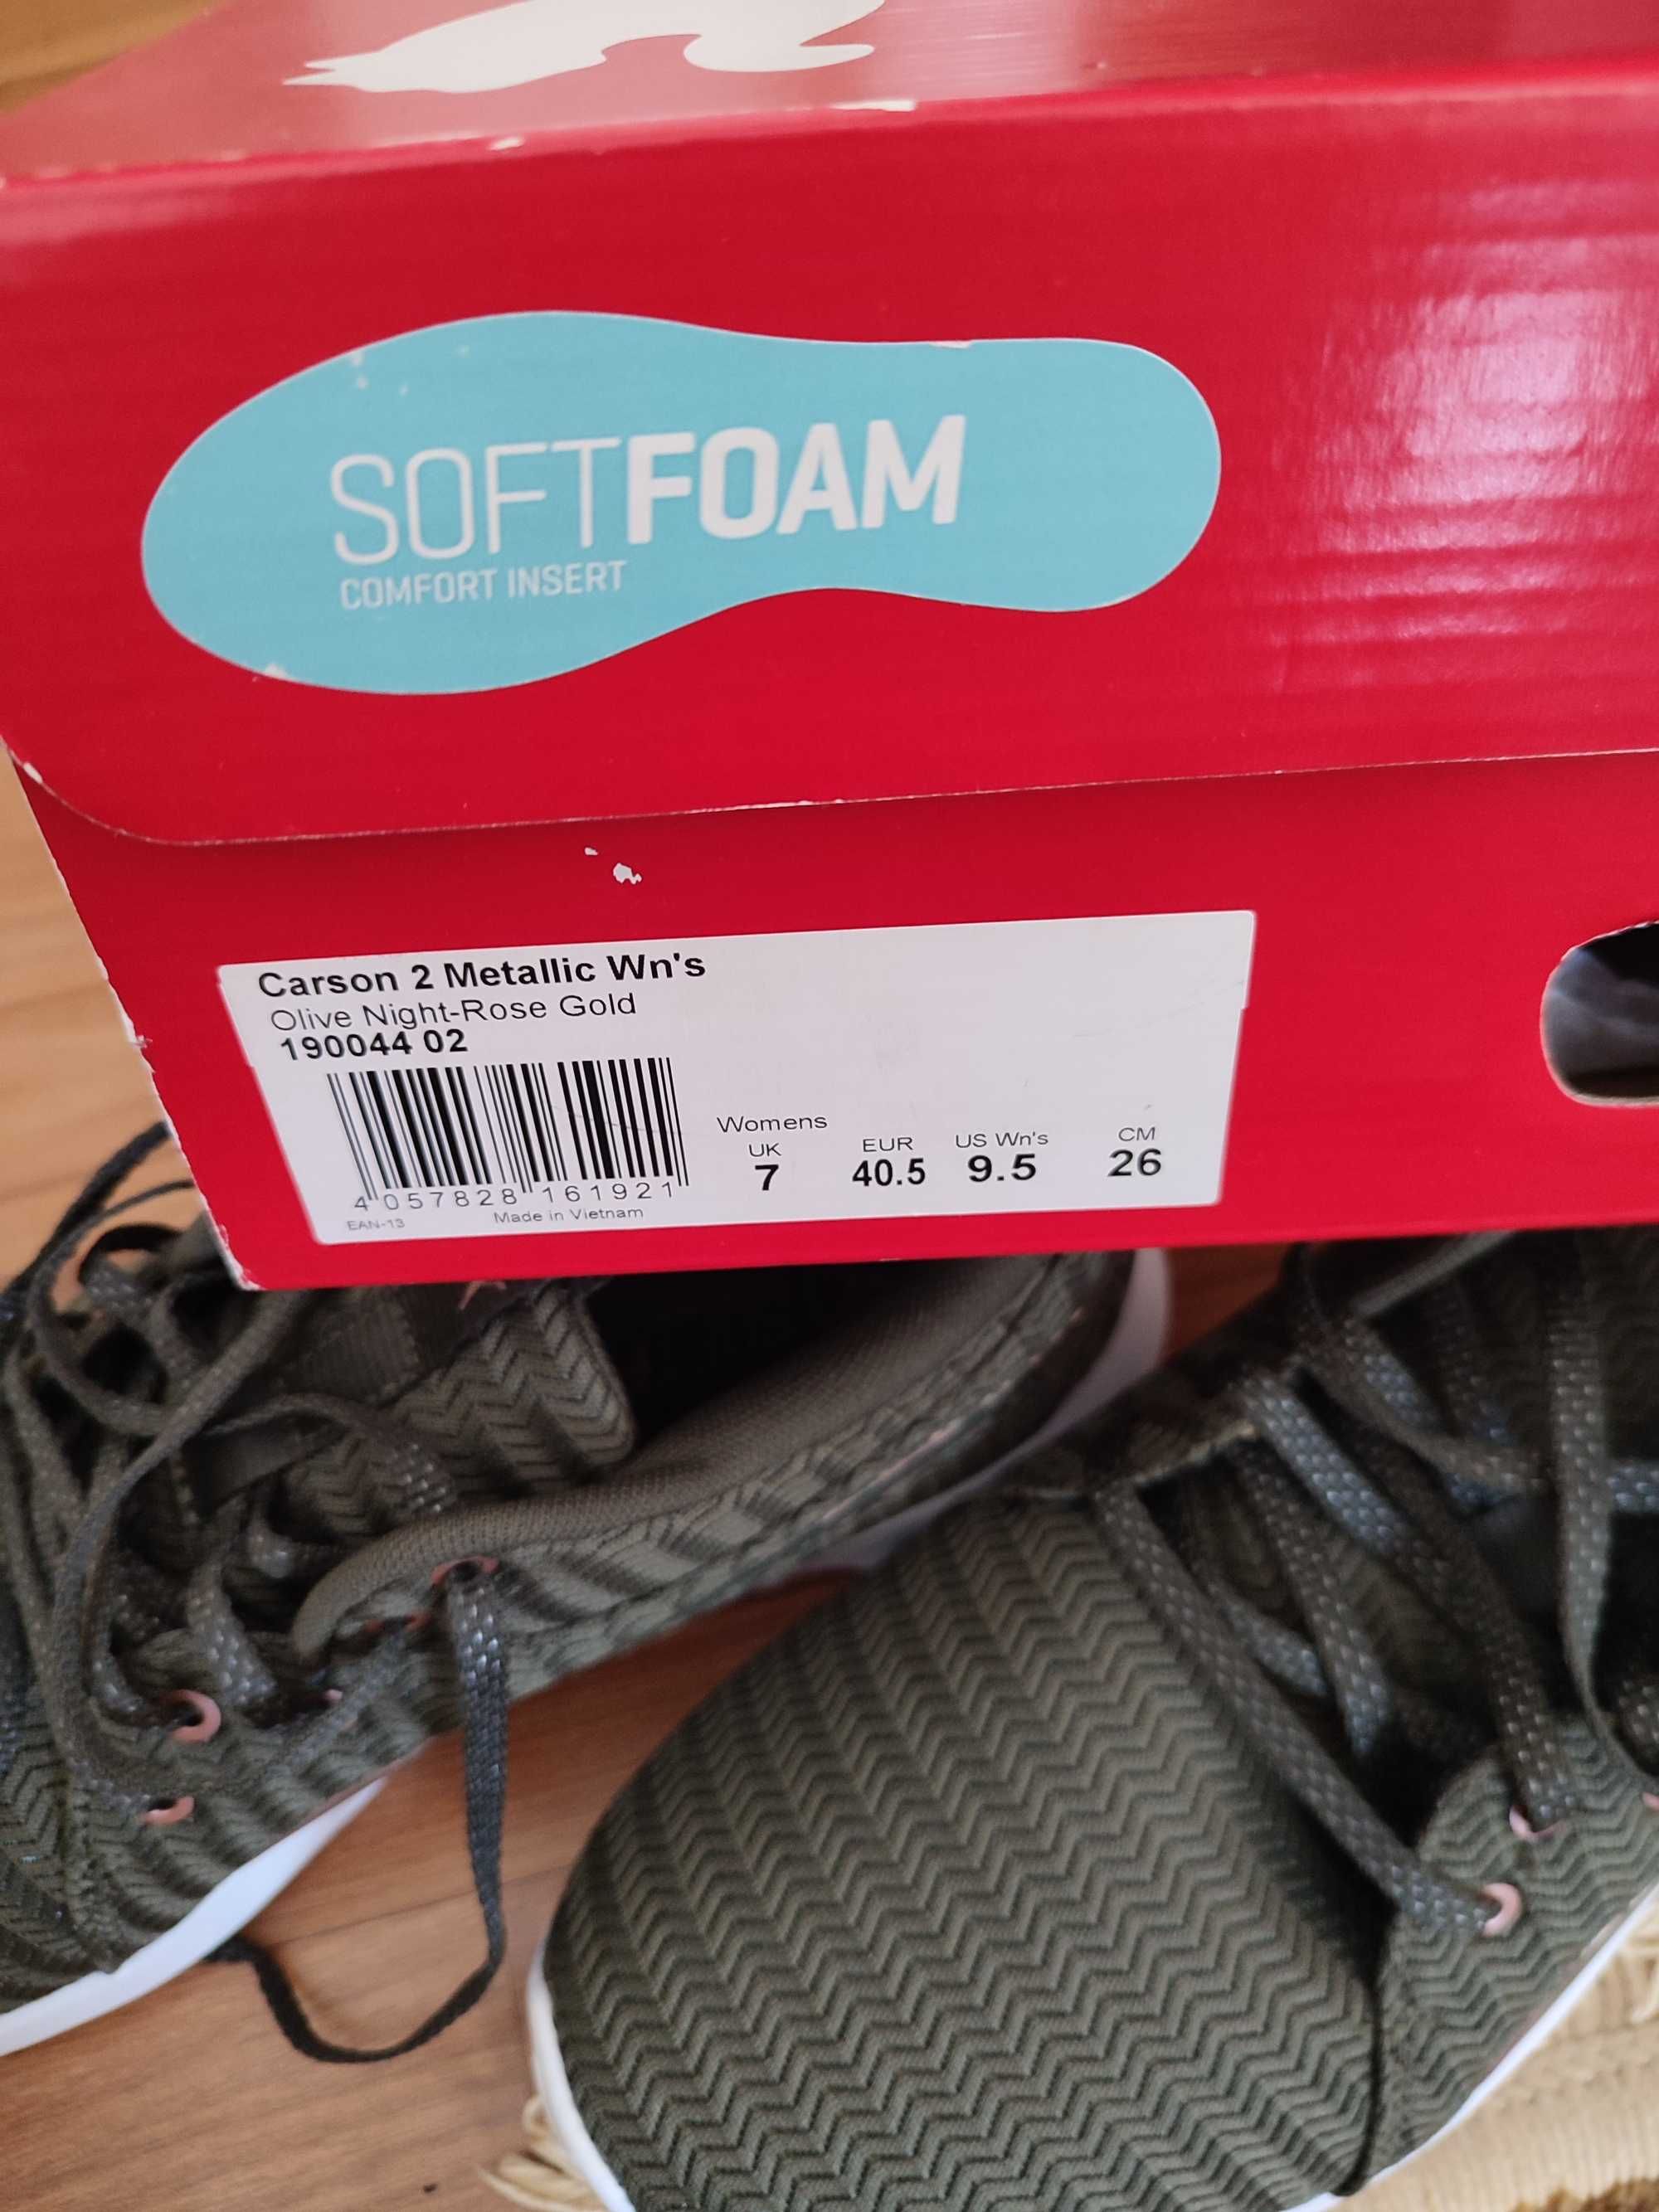 SOFTFOAM
COMFORT INSERT
Carson 2 Metallic Wn's
Olive Night-Rose Gold
190044 02
4 057828 161921
EAN-13
Made in Vietnam
Womens
UK EUR US Wn's CM
7 40.5 9.5 26